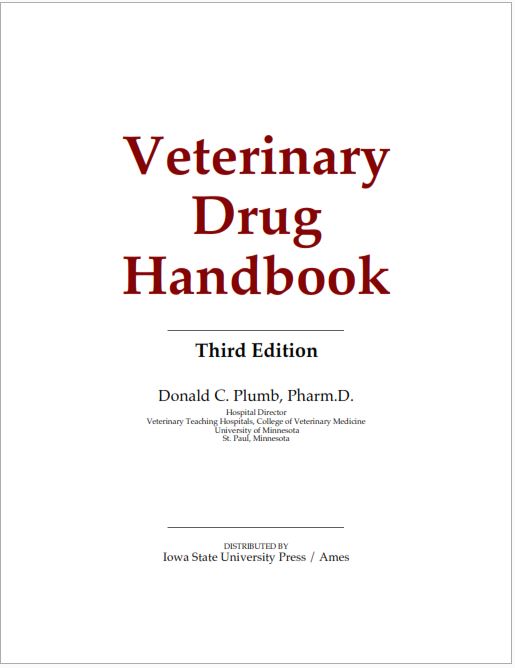 Veterinary
Drug
Handbook
Third Edition
Donald C. Plumb, Pharm.D.
Hospital Director
Veterinary Teaching Hospitals, College of Veterinary Medicine
University of Minnesota
St. Paul, Minnesota
DISTRIBUTED BY
Iowa State University Press / Ames